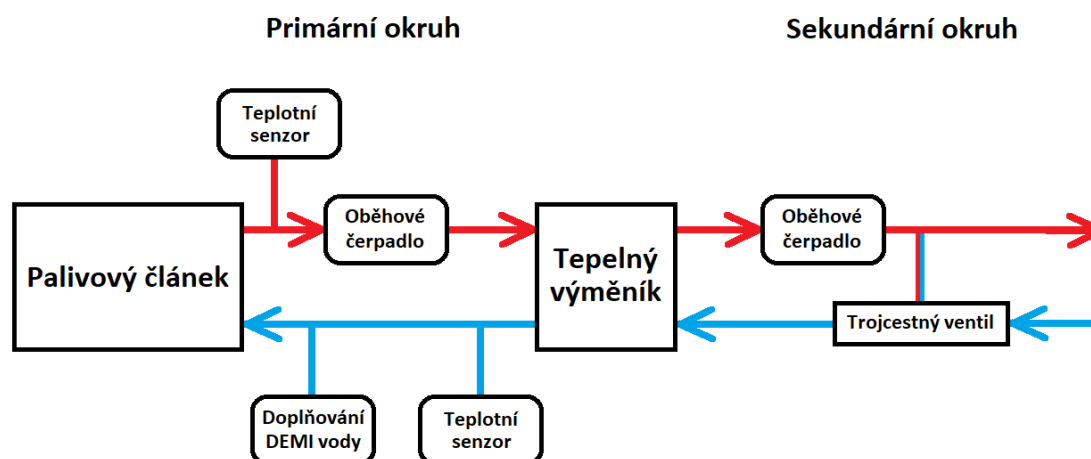 Primární okruh
Sekundární okruh
Teplotní
senzor
Palivový článek
Oběhové
čerpadlo
Tepelný
výměník
Oběhové
čerpadlo
Trojcestný ventil
Doplňování
DEMI vody
Teplotní
senzor